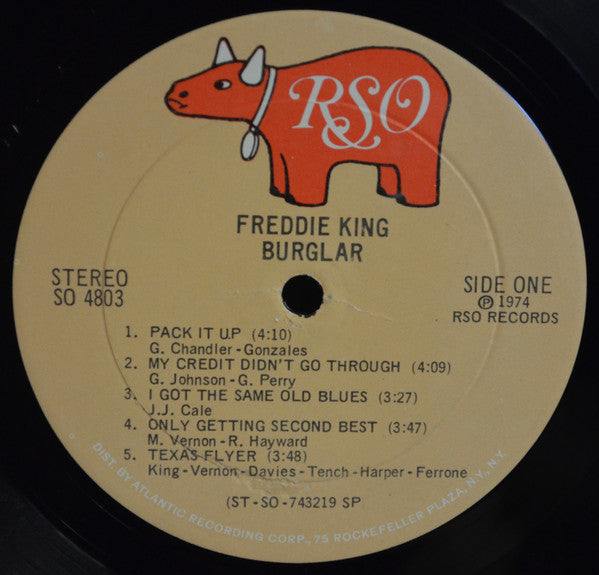 RSO
FREDDIE KING
BURGLAR
STEREO
SO 4803
SIDE ONE
℗ 1974
RSO RECORDS
1. PACK IT UP (4:10)
G. Chandler - Gonzales
2. MY CREDIT DIDN'T GO THROUGH (4:09)
G. Johnson - G. Perry
3. I GOT THE SAME OLD BLUES (3:27)
J.J. Cale
4. ONLY GETTING SECOND BEST (3:47)
M. Vernon - R. Hayward
5. TEXAS FLYER (3:48)
King - Vernon - Davies - Tench - Harper - Ferrone
(ST - SO - 743219 SP
DIST. BY ATLANTIC RECORDING CORP., 75 ROCKEFELLER PLAZA, N.Y., N.Y.